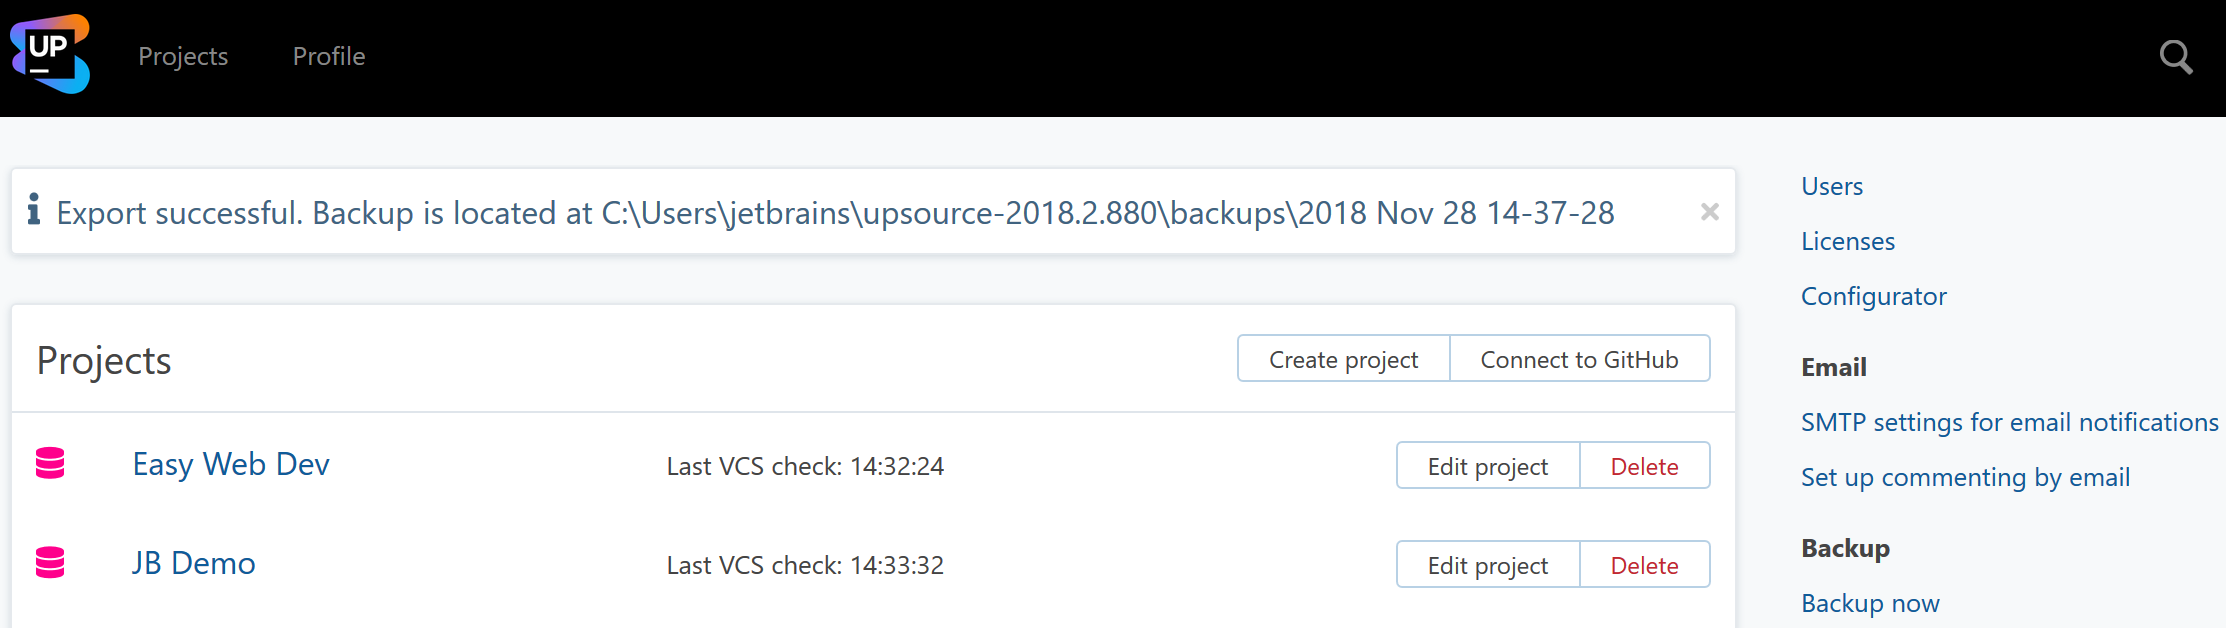 UP
Projects Profile
Export successful. Backup is located at C:\Users\jetbrains\upsource-2018.2.880\backups\2018 Nov 28 14-37-28
Projects Create project Connect to GitHub
Easy Web Dev Last VCS check: 14:32:24 Edit project Delete
JB Demo Last VCS check: 14:33:32 Edit project Delete
Users
Licenses
Configurator
Email
SMTP settings for email notifications
Set up commenting by email
Backup
Backup now